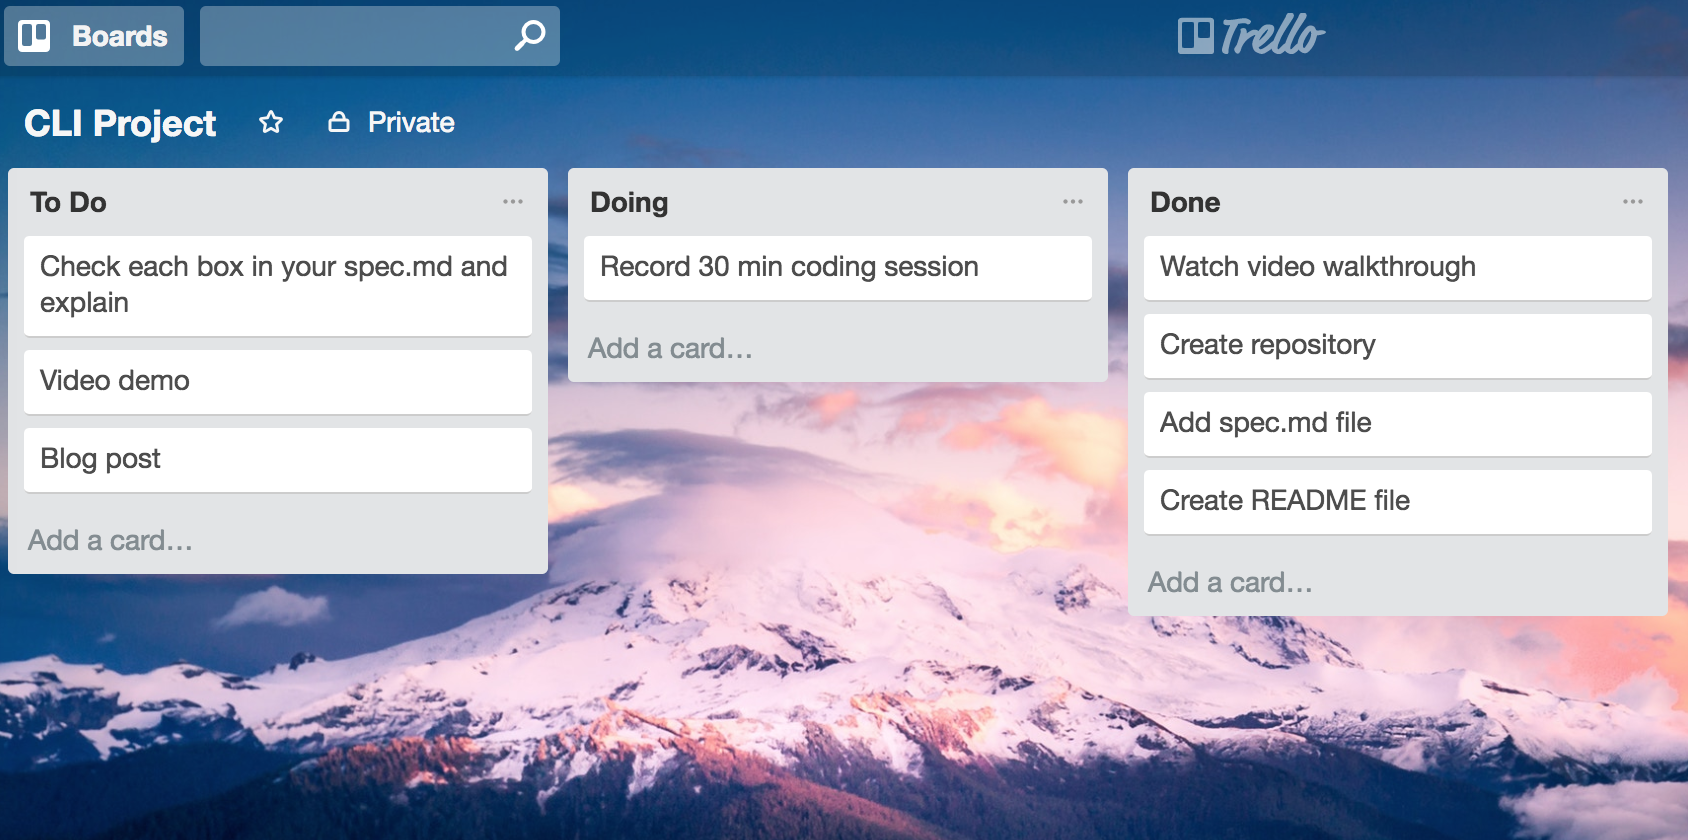 Boards
Trello
CLI Project
Private
To Do
Check each box in your spec.md and
explain
Video demo
Blog post
Add a card…
Doing
Record 30 min coding session
Add a card…
Done
Watch video walkthrough
Create repository
Add spec.md file
Create README file
Add a card…